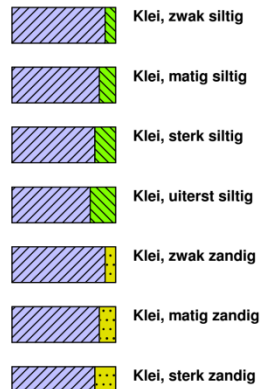 Klei, zwak siltig
Klei, matig siltig
Klei, sterk siltig
Klei, uiterst siltig
Klei, zwak zandig
Klei, matig zandig
Klei, sterk zandig